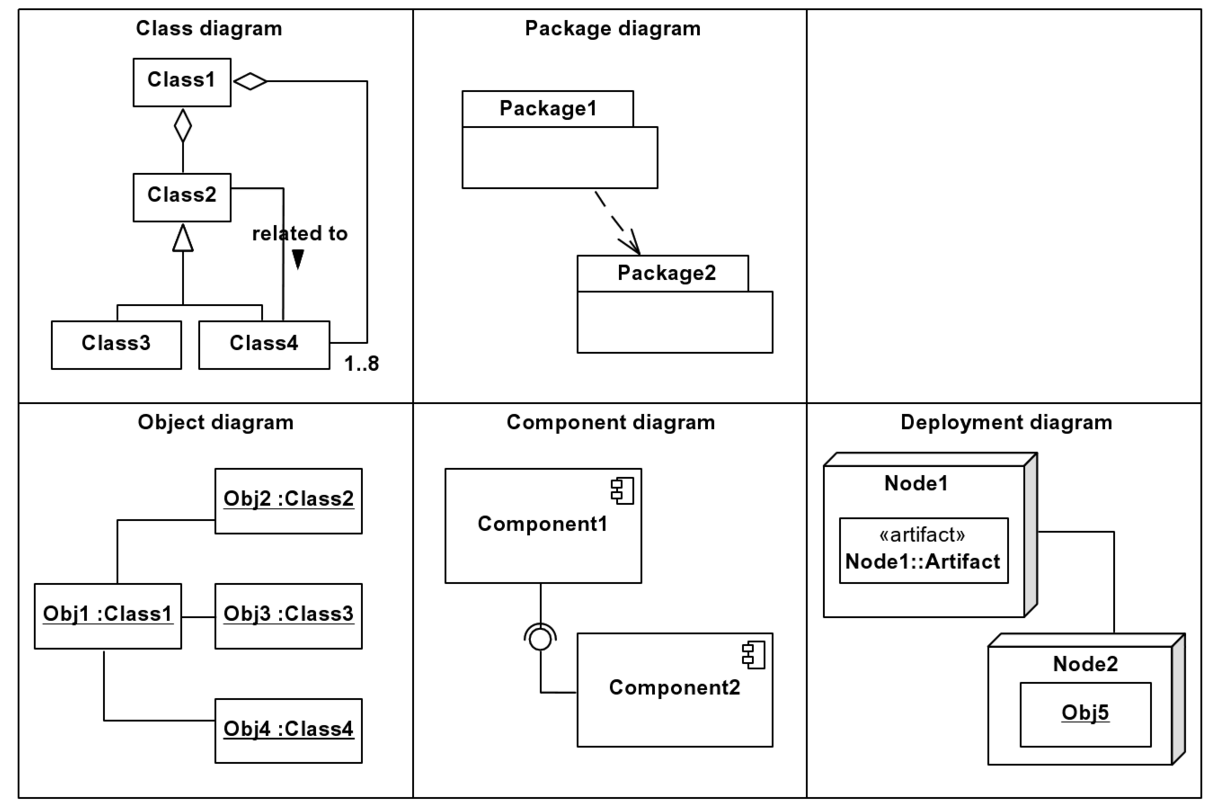 Class diagram
Class1
Class2
related to
Class3
Class4
1..8
Package diagram
Package1
Package2
Object diagram
Obj2 :Class2
Obj1 :Class1
Obj3 :Class3
Obj4 :Class4
Component diagram
Component1
Component2
Deployment diagram
Node1
«artifact»
Node1::Artifact
Node2
Obj5